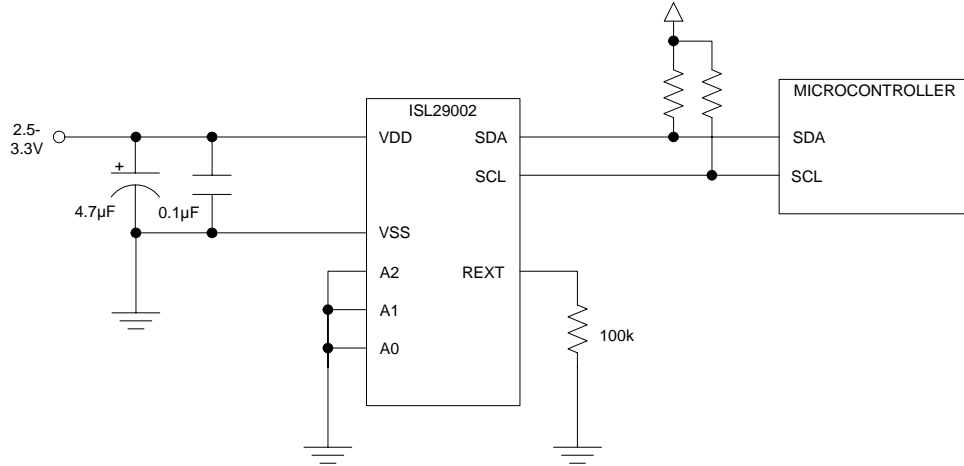 ISL29002
MICROCONTROLLER
2.5-
3.3V
VDD
SDA
SDA
SCL
SCL
+
4.7µF
0.1µF
VSS
A2
REXT
A1
100k
A0